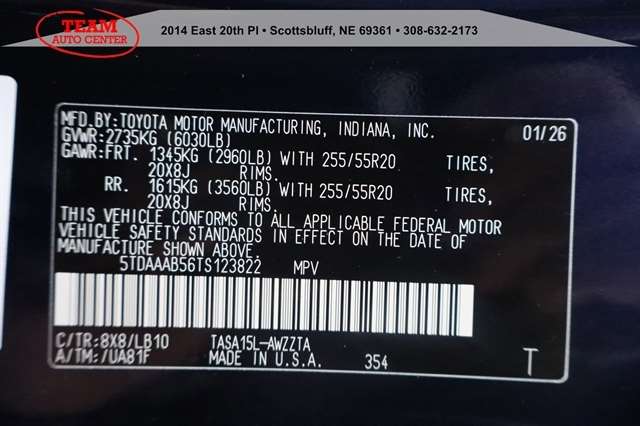 TEAM
AUTO CENTER
2014 East 20th Pl • Scottsbluff, NE 69361 • 308-632-2173
MFD.BY:TOYOTA MOTOR MANUFACTURING, INDIANA, INC. 01/26
GVWR:2735KG (6030LB)
GAWR:FRT. 1345KG (2960LB) WITH 255/55R20 TIRES,
20X8J RIMS.
RR. 1615KG (3560LB) WITH 255/55R20 TIRES,
20X8J RIMS.
THIS VEHICLE CONFORMS TO ALL APPLICABLE FEDERAL MOTOR
VEHICLE SAFETY STANDARDS IN EFFECT ON THE DATE OF
MANUFACTURE SHOWN ABOVE.
5TDAAAB56TS123822 MPV
C/TR:8X8/LB10 TASA15L-AWZZTA
A/TM:/UA81F MADE IN U.S.A. 354 T